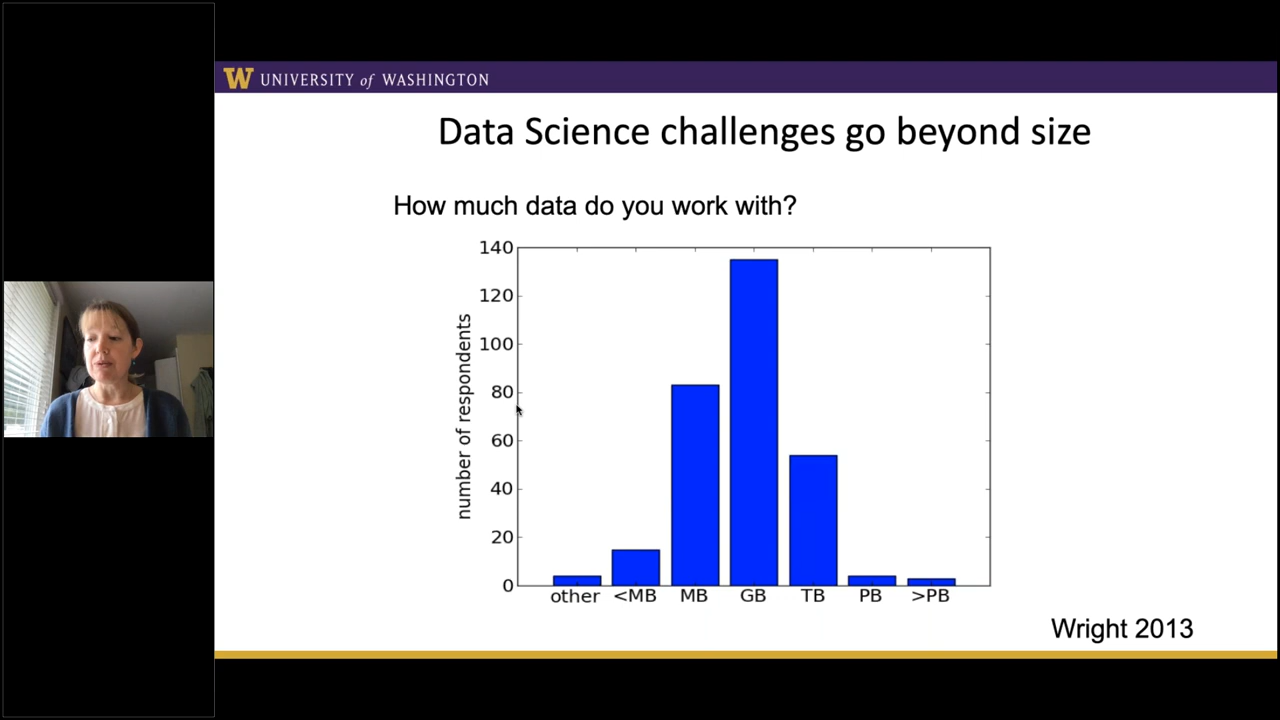 W UNIVERSITY of WASHINGTON
Data Science challenges go beyond size
How much data do you work with?
140
120
100
80
60
40
20
0
number of respondents
other <MB MB GB TB PB >PB
Wright 2013